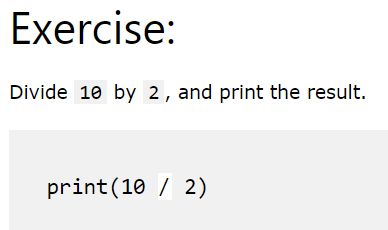 Exercise:
Divide 10 by 2, and print the result.
print(10 / 2)